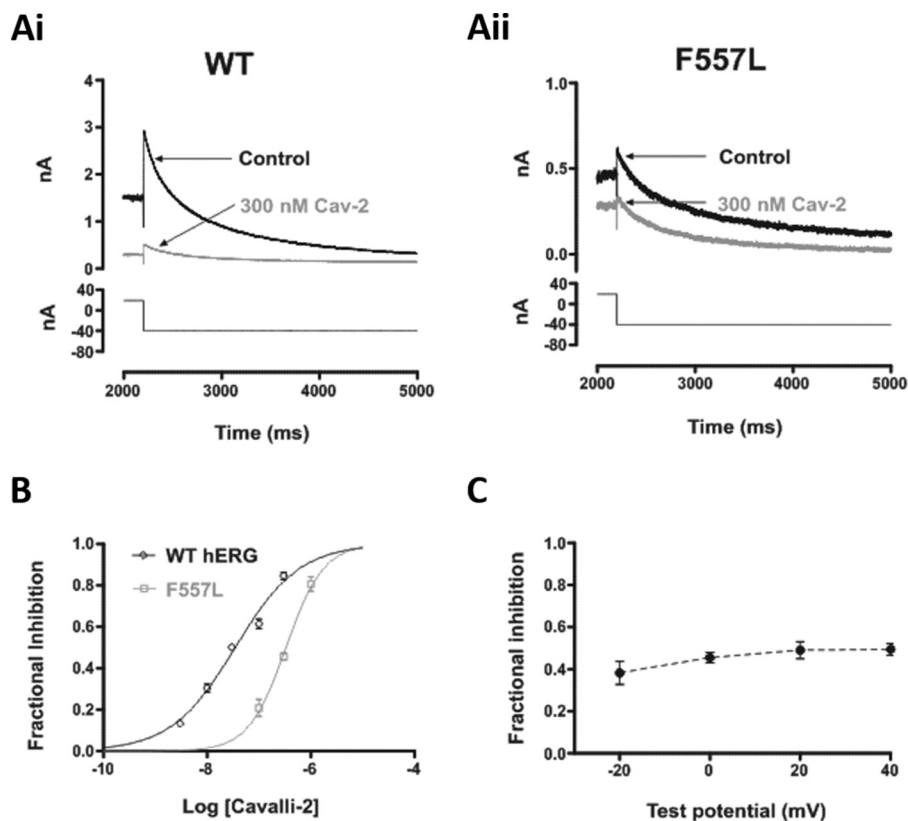 Ai
WT
nA
4
3
2
1
0
Control
300 nM Cav-2
nA
40
0
-40
-80
2000 3000 4000 5000
Time (ms)
Aii
F557L
nA
1.0
0.5
0.0
Control
300 nM Cav-2
nA
40
0
-40
-80
2000 3000 4000 5000
Time (ms)
B
Fractional Inhibition
1.0
0.8
0.6
0.4
0.2
0.0
WT hERG
F557L
-10 -8 -6 -4
Log [Cavalli-2]
C
Fractional inhibition
1.0
0.8
0.6
0.4
0.2
0.0
-20 0 20 40
Test potential (mV)